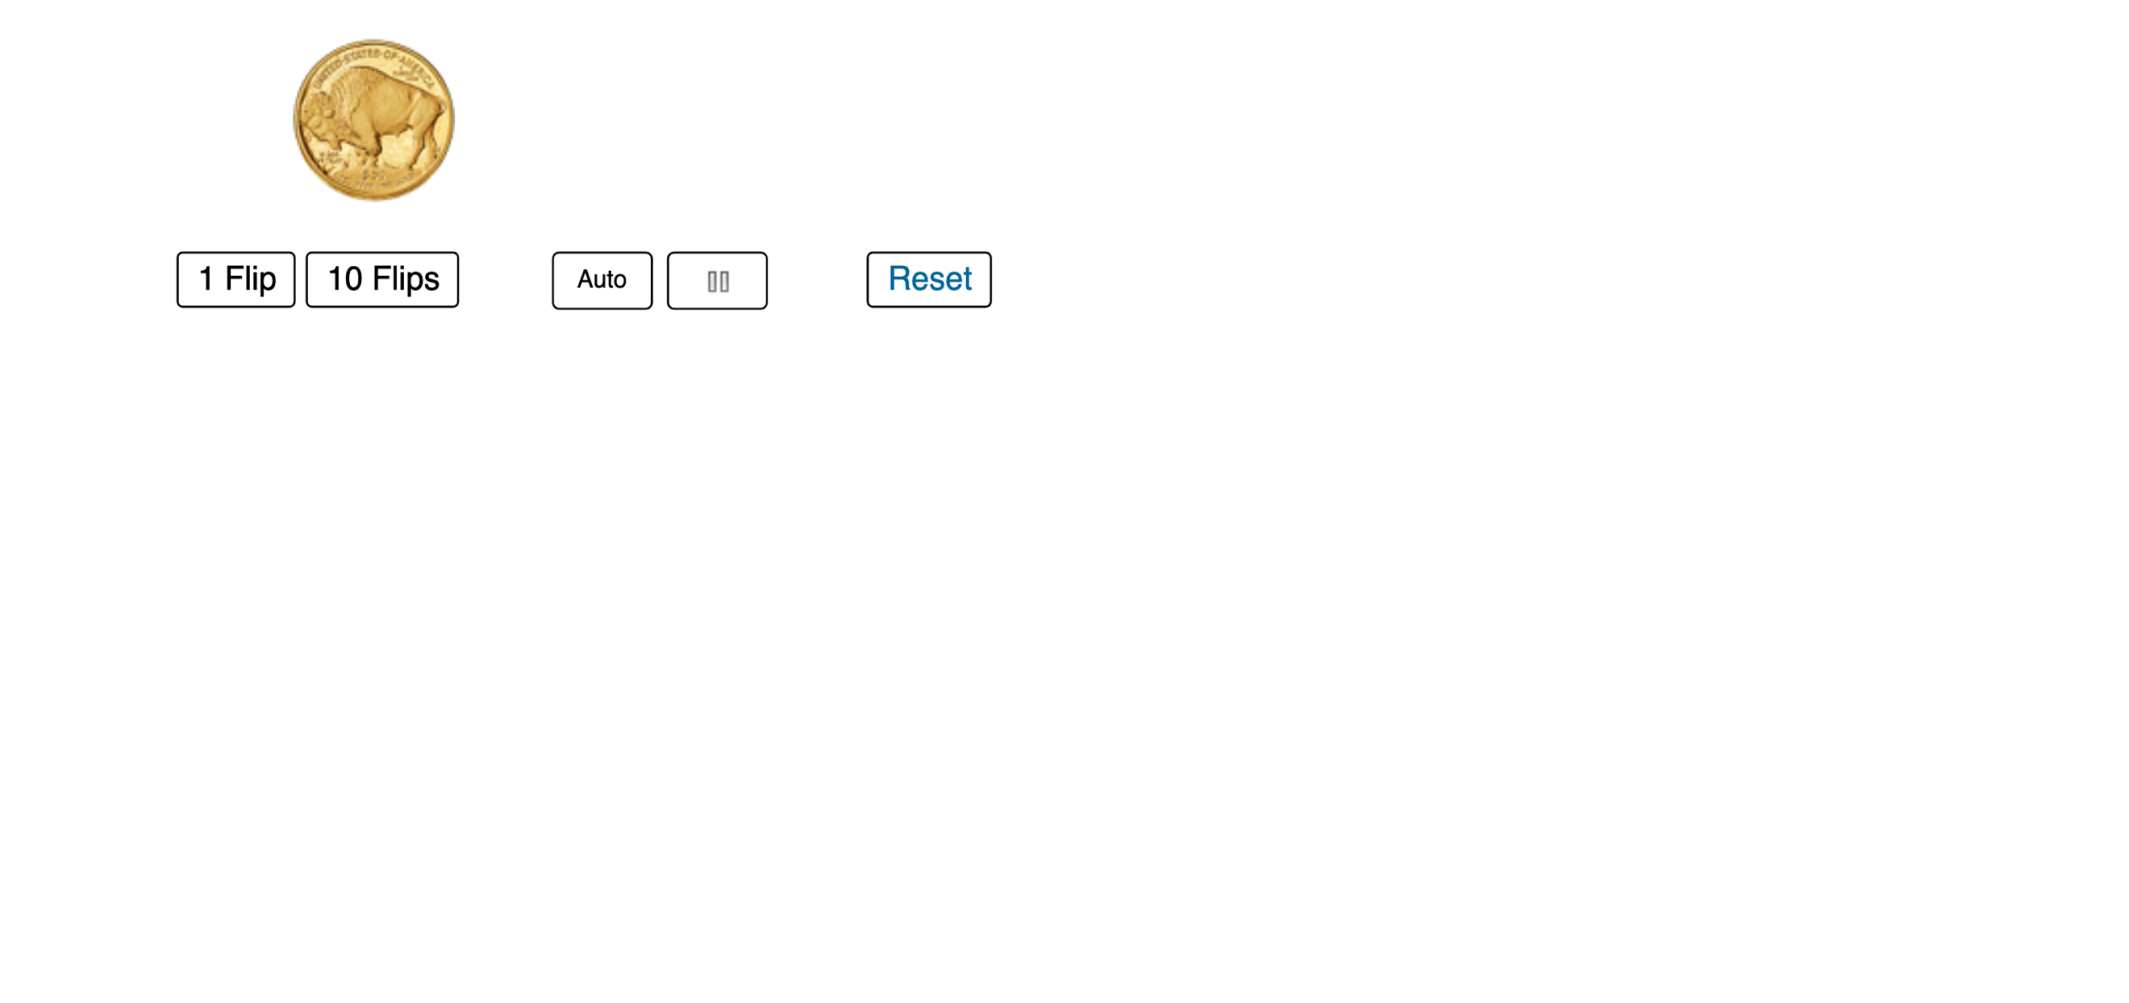 UNITED STATES OF AMERICA
1 Flip 10 Flips Auto Reset